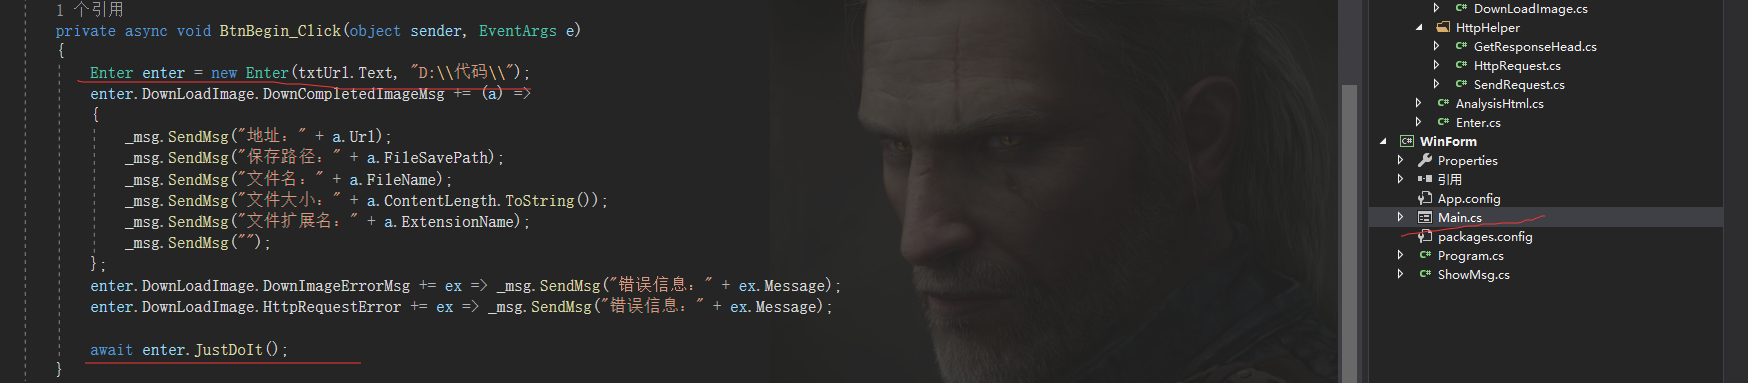 1 个引用
private async void BtnBegin_Click(object sender, EventArgs e)
{
Enter enter = new Enter(txtUrl.Text, "D:\\代码\\");
enter.DownLoadImage.DownCompletedImageMsg += (a) =>
{
_msg.SendMsg("地址：" + a.Url);
_msg.SendMsg("保存路径：" + a.FileSavePath);
_msg.SendMsg("文件名：" + a.FileName);
_msg.SendMsg("文件大小：" + a.ContentLength.ToString());
_msg.SendMsg("文件扩展名：" + a.ExtensionName);
_msg.SendMsg("");
};
enter.DownLoadImage.DownImageErrorMsg += ex => _msg.SendMsg("错误信息：" + ex.Message);
enter.DownLoadImage.HttpRequestError += ex => _msg.SendMsg("错误信息：" + ex.Message);
await enter.JustDoIt();
}
C# DownLoadImage.cs
HttpHelper
C# GetResponseHead.cs
C# HttpRequest.cs
C# SendRequest.cs
C# AnalysisHtml.cs
C# Enter.cs
C# WinForm
Properties
引用
App.config
Main.cs
packages.config
C# Program.cs
C# ShowMsg.cs